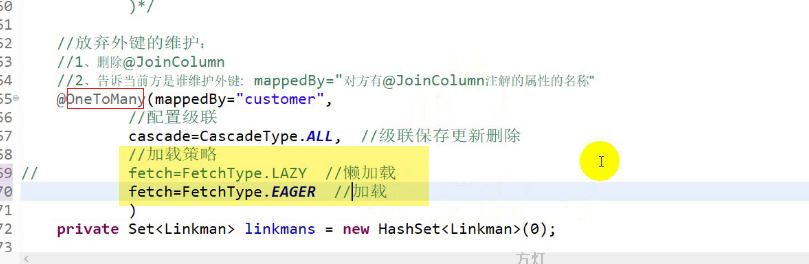 60 )*/
61
62 //放弃外键的维护：
63 //1、删除@JoinColumn
64 //2、告诉当前方是谁维护外键: mappedBy="对方有@JoinColumn注解的属性的名称"
65 @OneToMany(mappedBy="customer",
66 //配置级联
67 cascade=CascadeType.ALL, //级联保存更新删除
68 //加载策略
69 // fetch=FetchType.LAZY //懒加载
70 fetch=FetchType.EAGER //加载
71 )
72 private Set<Linkman> linkmans = new HashSet<Linkman>(0);
73
方灯